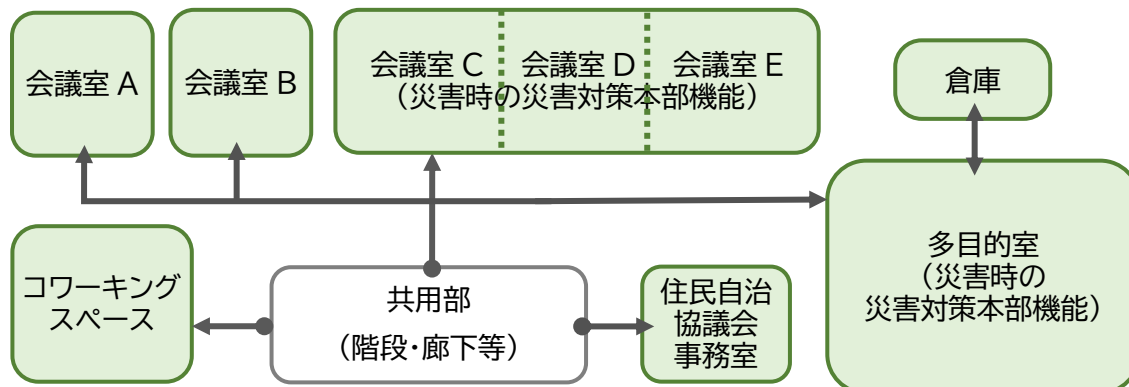 会議室 A
会議室 B
会議室 C
会議室 D
会議室 E
（災害時の災害対策本部機能）
倉庫
多目的室
（災害時の
災害対策本部機能）
コワーキング
スペース
共用部
（階段・廊下等）
住民自治
協議会
事務室